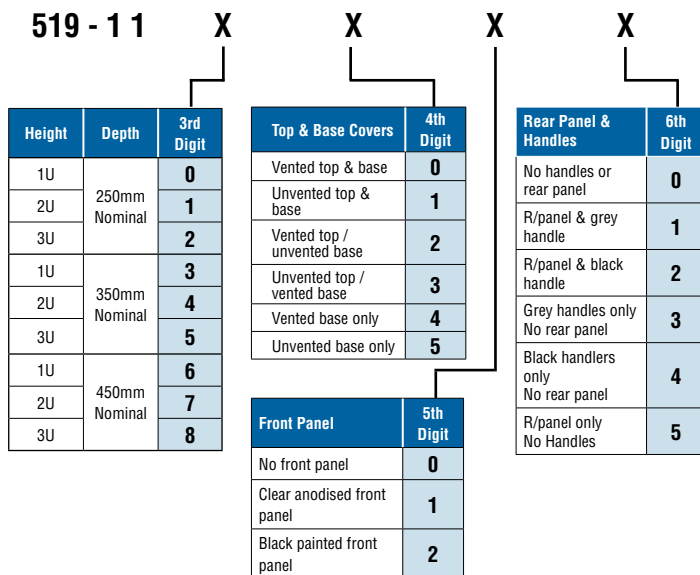 519 - 1 1 X X X X
Height Depth 3rd
Digit
1U 250mm
Nominal 0
2U 1
3U 2
1U 350mm
Nominal 3
2U 4
3U 5
1U 450mm
Nominal 6
2U 7
3U 8
Top & Base Covers 4th
Digit
Vented top & base 0
Unvented top &
base 1
Vented top /
unvented base 2
Unvented top /
vented base 3
Vented base only 4
Unvented base only 5
Front Panel 5th
Digit
No front panel 0
Clear anodised front
panel 1
Black painted front
panel 2
Rear Panel &
Handles 6th
Digit
No handles or
rear panel 0
R/panel & grey
handle 1
R/panel & black
handle 2
Grey handles only
No rear panel 3
Black handlers
only
No rear panel 4
R/panel only
No Handles 5